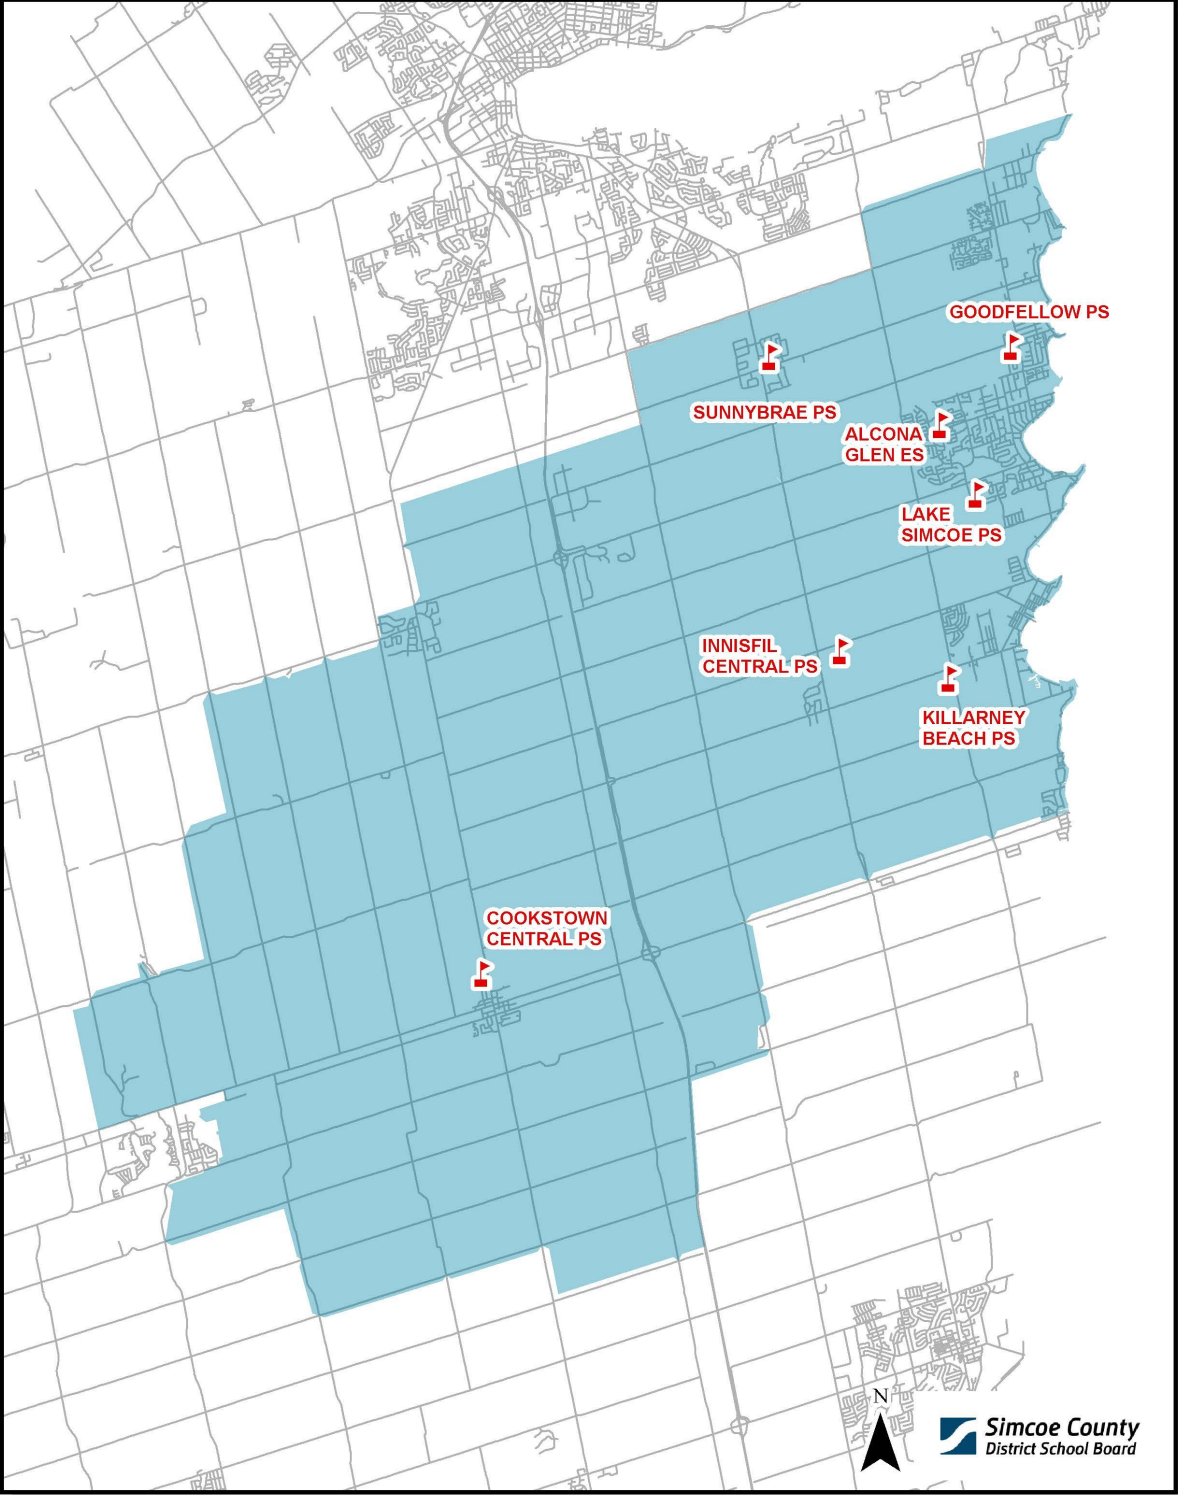 GOODFELLOW PS
SUNNYBRAE PS
ALCONA
GLEN ES
LAKE
SIMCOE PS
INNISFIL
CENTRAL PS
KILLARNEY
BEACH PS
COOKSTOWN
CENTRAL PS
N
Simcoe County
District School Board